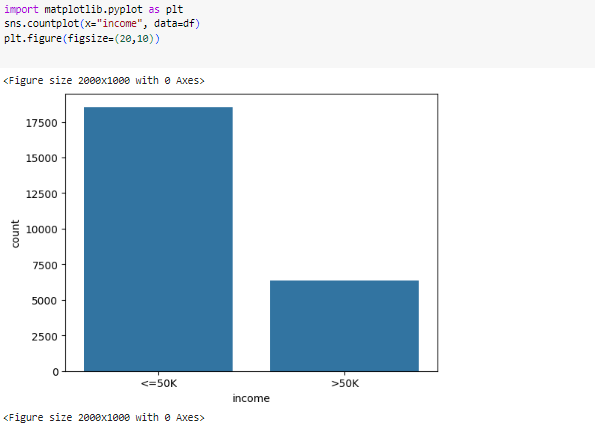 import matplotlib.pyplot as plt
sns.countplot(x="income", data=df)
plt.figure(figsize=(20,10))
<Figure size 2000x1000 with 0 Axes>
17500
15000
12500
10000
7500
5000
2500
0
count
<=50K >50K
income
<Figure size 2000x1000 with 0 Axes>